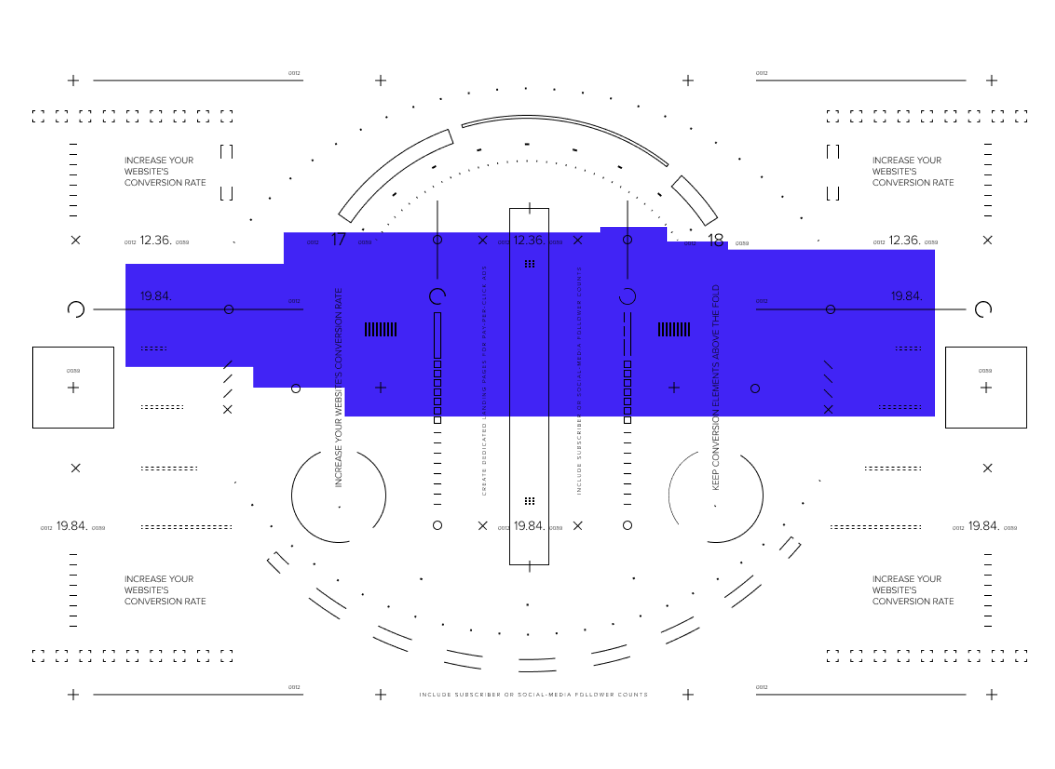 0012
0012
INCREASE YOUR
WEBSITE'S
CONVERSION RATE
INCREASE YOUR
WEBSITE'S
CONVERSION RATE
0012 12.36. 0089
0012 17 0089
0012 12.36. 0089
0012 18 0089
0012 12.36. 0089
19.84.
0012
0012
19.84.
0089
0089
INCREASE YOUR WEBSITE'S CONVERSION RATE
CREATE DEDICATED LANDING PAGES FOR PAY-PER-CLICK ADS
INCLUDE SUBSCRIBER OR SOCIAL-MEDIA FOLLOWER COUNTS
KEEP CONVERSION ELEMENTS ABOVE THE FOLD
0012 19.84. 0089
0012 19.84. 0089
0012 19.84. 0089
INCREASE YOUR
WEBSITE'S
CONVERSION RATE
INCREASE YOUR
WEBSITE'S
CONVERSION RATE
0012
0012
INCLUDE SUBSCRIBER OR SOCIAL-MEDIA FOLLOWER COUNTS